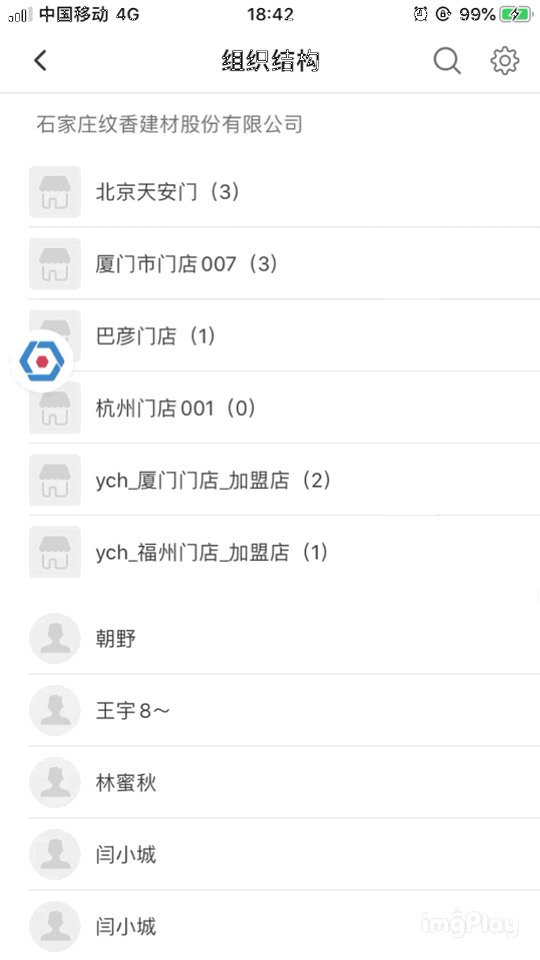 中国移动 4G 18:42 99%
组织结构
石家庄纹香建材股份有限公司
北京天安门（3）
厦门市门店007（3）
巴彦门店（1）
杭州门店001（0）
ych_厦门门店_加盟店（2）
ych_福州门店_加盟店（1）
朝野
王宇8～
林蜜秋
闫小城
闫小城
imgPlay